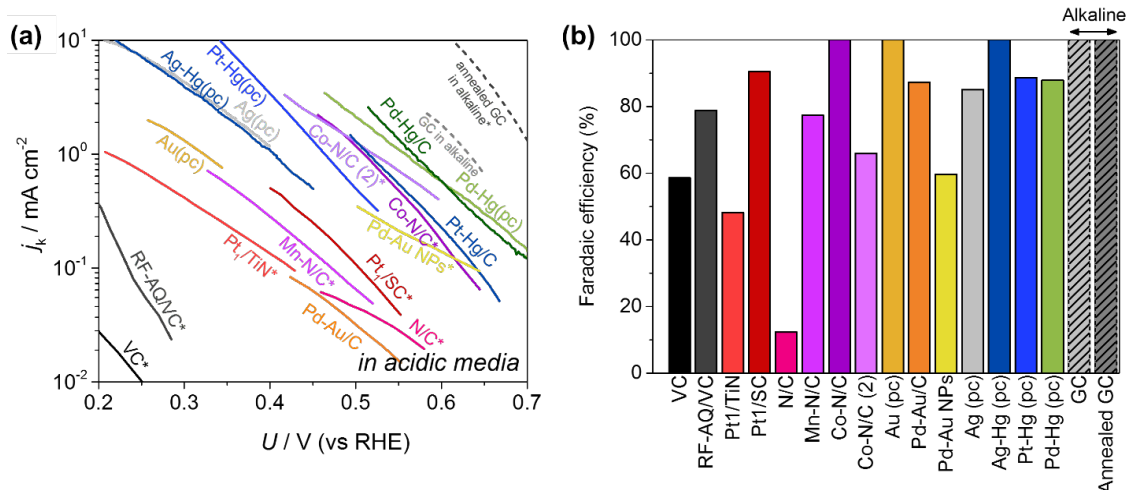 (a)
10¹
10⁰
10⁻¹
10⁻²
jₖ / mA cm⁻²
0.2
0.3
0.4
0.5
0.6
0.7
U / V (vs RHE)
Ag-Hg(pc)
Ag(pc)
Pt-Hg(pc)
annealed GC
in alkaline*
GC in alkaline*
Pd-Hg/C
Co-N/C (2)*
Au(pc)
Pd-Hg(pc)
Co-N/C*
Pt-Hg/C
Pd-Au NPs*
Pt₁/TiN*
Mn-N/C*
Pt₁/SC*
RF-AQ/VC*
Pd-Au/C
N/C*
VC*
in acidic media
(b)
Alkaline
Faradaic efficiency (%)
100
80
60
40
20
0
VC
RF-AQ/VC
Pt1/TiN
Pt1/SC
N/C
Mn-N/C
Co-N/C
Co-N/C (2)
Au (pc)
Pd-Au/C
Pd-Au NPs
Ag (pc)
Ag-Hg (pc)
Pt-Hg (pc)
Pd-Hg (pc)
GC
Annealed GC